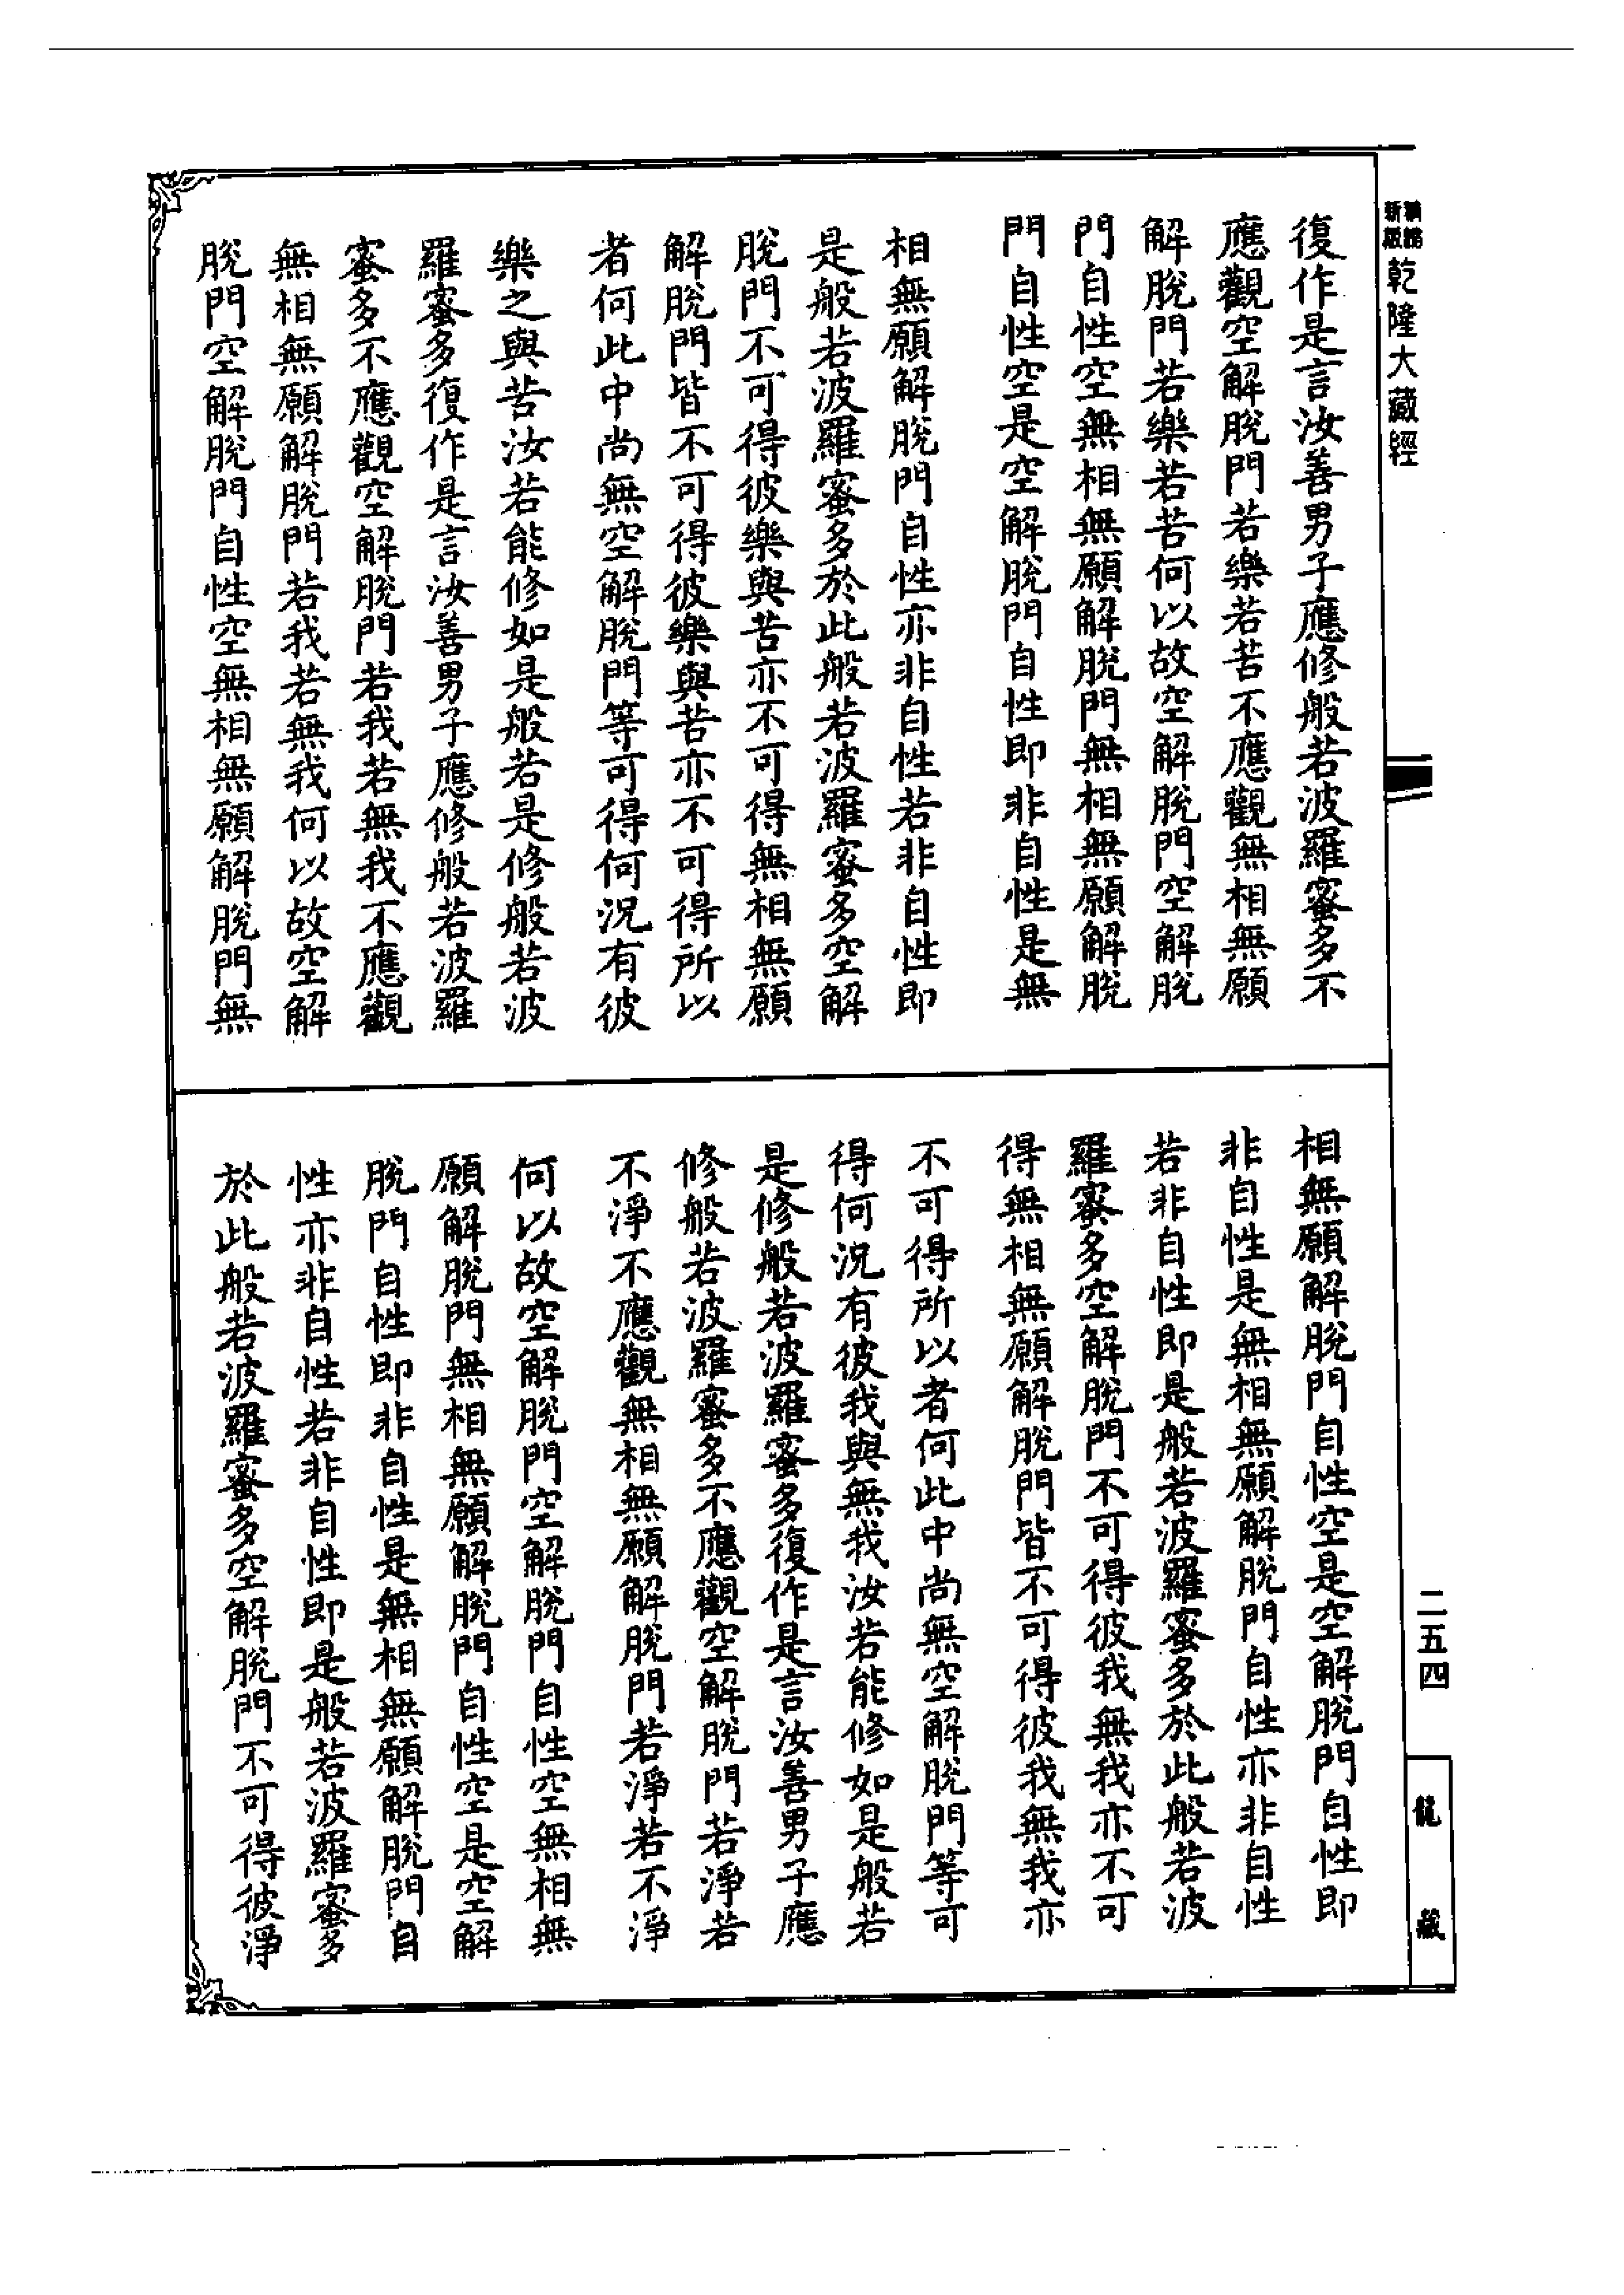 新編縮版乾隆大藏經
復作是言汝善男子應修般若波羅蜜多不
應觀空解脫門若樂若苦不應觀無相無願
解脫門若樂若苦何以故空解脫門空解脫
門自性空無相無願解脫門無相無願解脫
門自性空是空解脫門自性即非自性是無
相無願解脫門自性亦非自性若非自性即
是般若波羅蜜多於此般若波羅蜜多空解
脫門不可得彼樂與苦亦不可得無相無願
解脫門皆不可得彼樂與苦亦不可得所以
者何此中尚無空解脫門等可得何況有彼
樂之與苦汝若能修如是般若是修般若波
羅蜜多復作是言汝善男子應修般若波羅
蜜多不應觀空解脫門若我若無我不應觀
無相無願解脫門若我若無我何以故空解
脫門空解脫門自性空無相無願解脫門無
相無願解脫門自性空是空解脫門自性即
非自性是無相無願解脫門自性亦非自性
若非自性即是般若波羅蜜多於此般若波
羅蜜多空解脫門不可得彼我無我亦不可
得無相無願解脫門皆不可得彼我無我亦
不可得所以者何此中尚無空解脫門等可
得何況有彼我與無我汝若能修如是般若
是修般若波羅蜜多復作是言汝善男子應
修般若波羅蜜多不應觀空解脫門若淨若
不淨不應觀無相無願解脫門若淨若不淨
何以故空解脫門空解脫門自性空無相無
願解脫門無相無願解脫門自性空是空解
脫門自性即非自性是無相無願解脫門自
性亦非自性若非自性即是般若波羅蜜多
於此般若波羅蜜多空解脫門不可得彼淨
二五四
龍藏